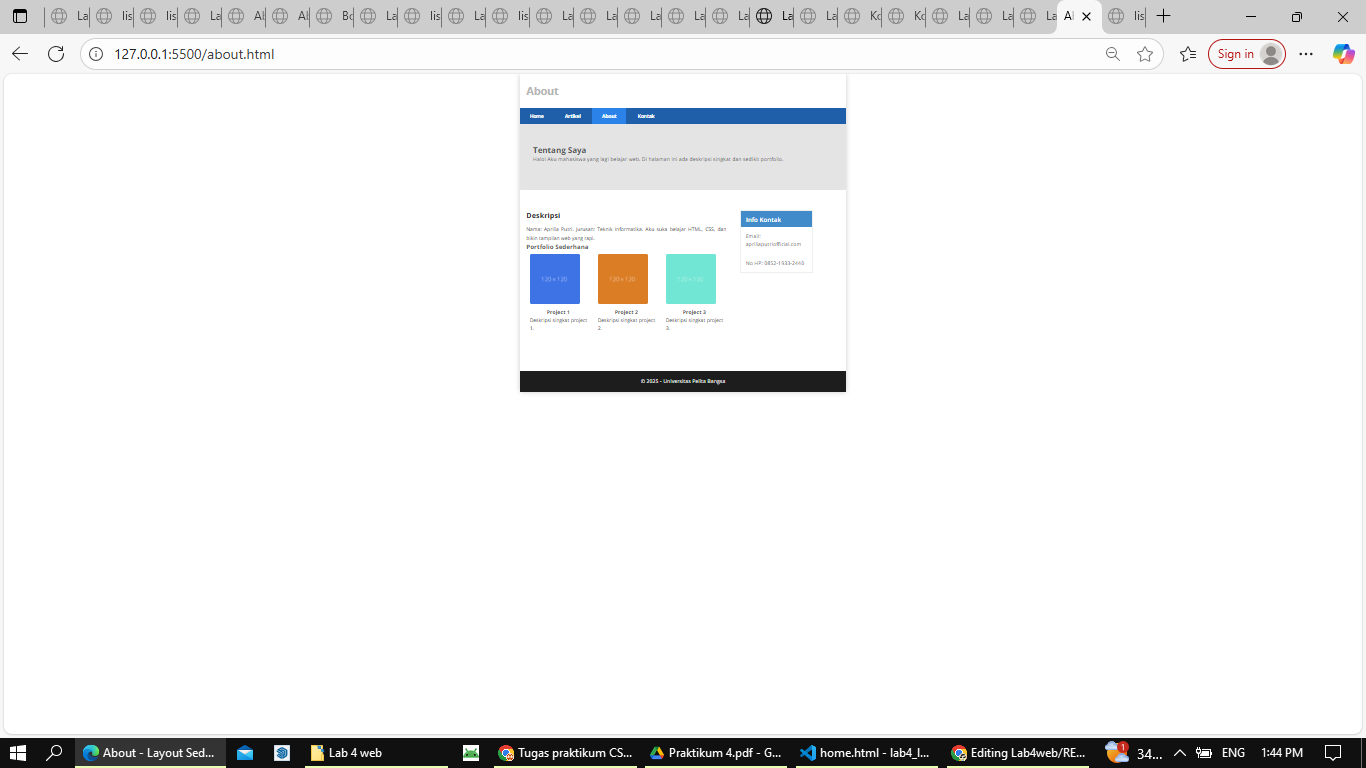 La lis lis La Al Al Bo La lis La lis La La La La La La La Ko Ko La La La Al lis
127.0.0.1:5500/about.html
Sign in
About
Home Artikel About Kontak
Tentang Saya
Halo! Aku mahasiswa yang lagi belajar web. Di halaman ini ada deskripsi singkat dan sedikit portfolio.
Deskripsi
Nama: Aprilia Putri. Jurusan: Teknik Informatika. Aku suka belajar HTML, CSS, dan
bikin tampilan web yang rapi.
Portfolio Sederhana
120 × 120 120 × 120 120 × 120
Project 1 Project 2 Project 3
Deskripsi singkat project Deskripsi singkat project Deskripsi singkat project
1. 2. 3.
Info Kontak
Email:
No.HP: 0852-1933-2440
© 2025 - Universitas Pelita Bangsa
About - Layout Sed... Lab 4 web Tugas praktikum CS... Praktikum 4.pdf - G... home.html - lab4_l... Editing Lab4web/RE... 1 34... ENG 1:44 PM